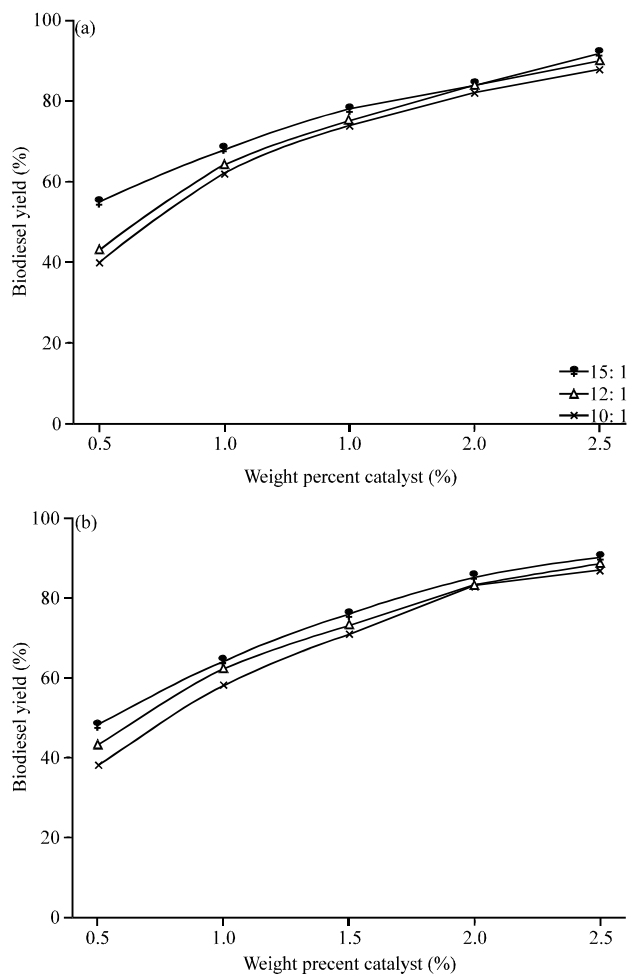 (a)
100
80
60
40
20
0
Biodiesel yield (%)
15: 1
12: 1
10: 1
0.5 1.0 1.0 2.0 2.5
Weight percent catalyst (%)
(b)
100
80
60
40
20
0
Biodiesel yield (%)
0.5 1.0 1.5 2.0 2.5
Weight precent catalyst (%)